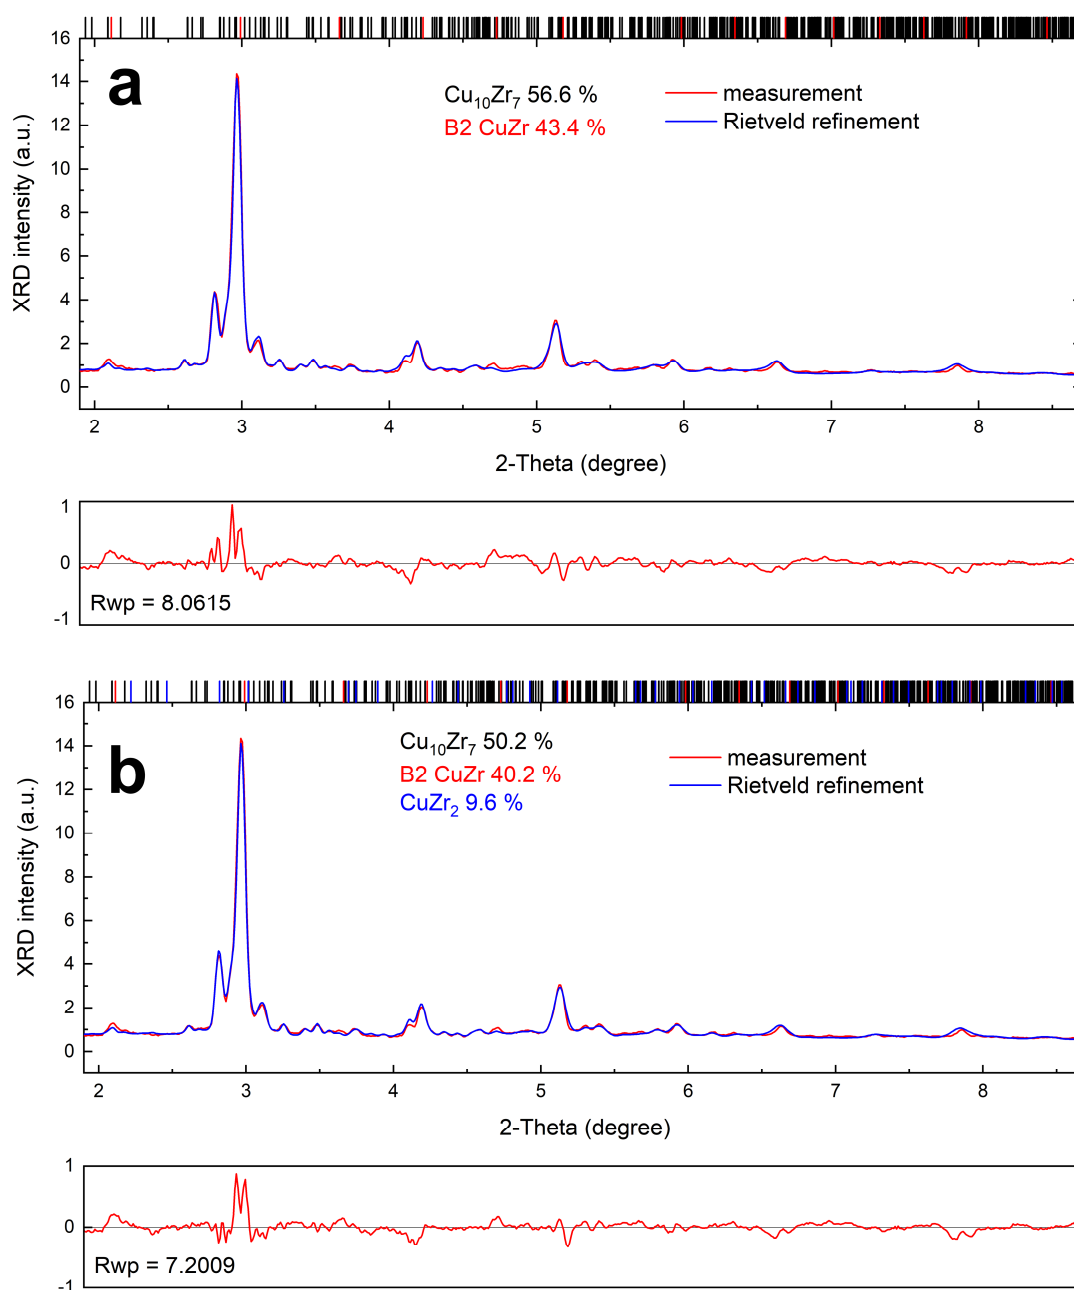 16
14
12
10
8
6
4
2
0
XRD intensity (a.u.)
a
Cu₁₀Zr₇ 56.6 %
B2 CuZr 43.4 %
measurement
Rietveld refinement
2 3 4 5 6 7 8
2-Theta (degree)
1
0
-1
Rwp = 8.0615
16
14
12
10
8
6
4
2
0
XRD intensity (a.u.)
b
Cu₁₀Zr₇ 50.2 %
B2 CuZr 40.2 %
CuZr₂ 9.6 %
measurement
Rietveld refinement
2 3 4 5 6 7 8
2-Theta (degree)
1
0
-1
Rwp = 7.2009